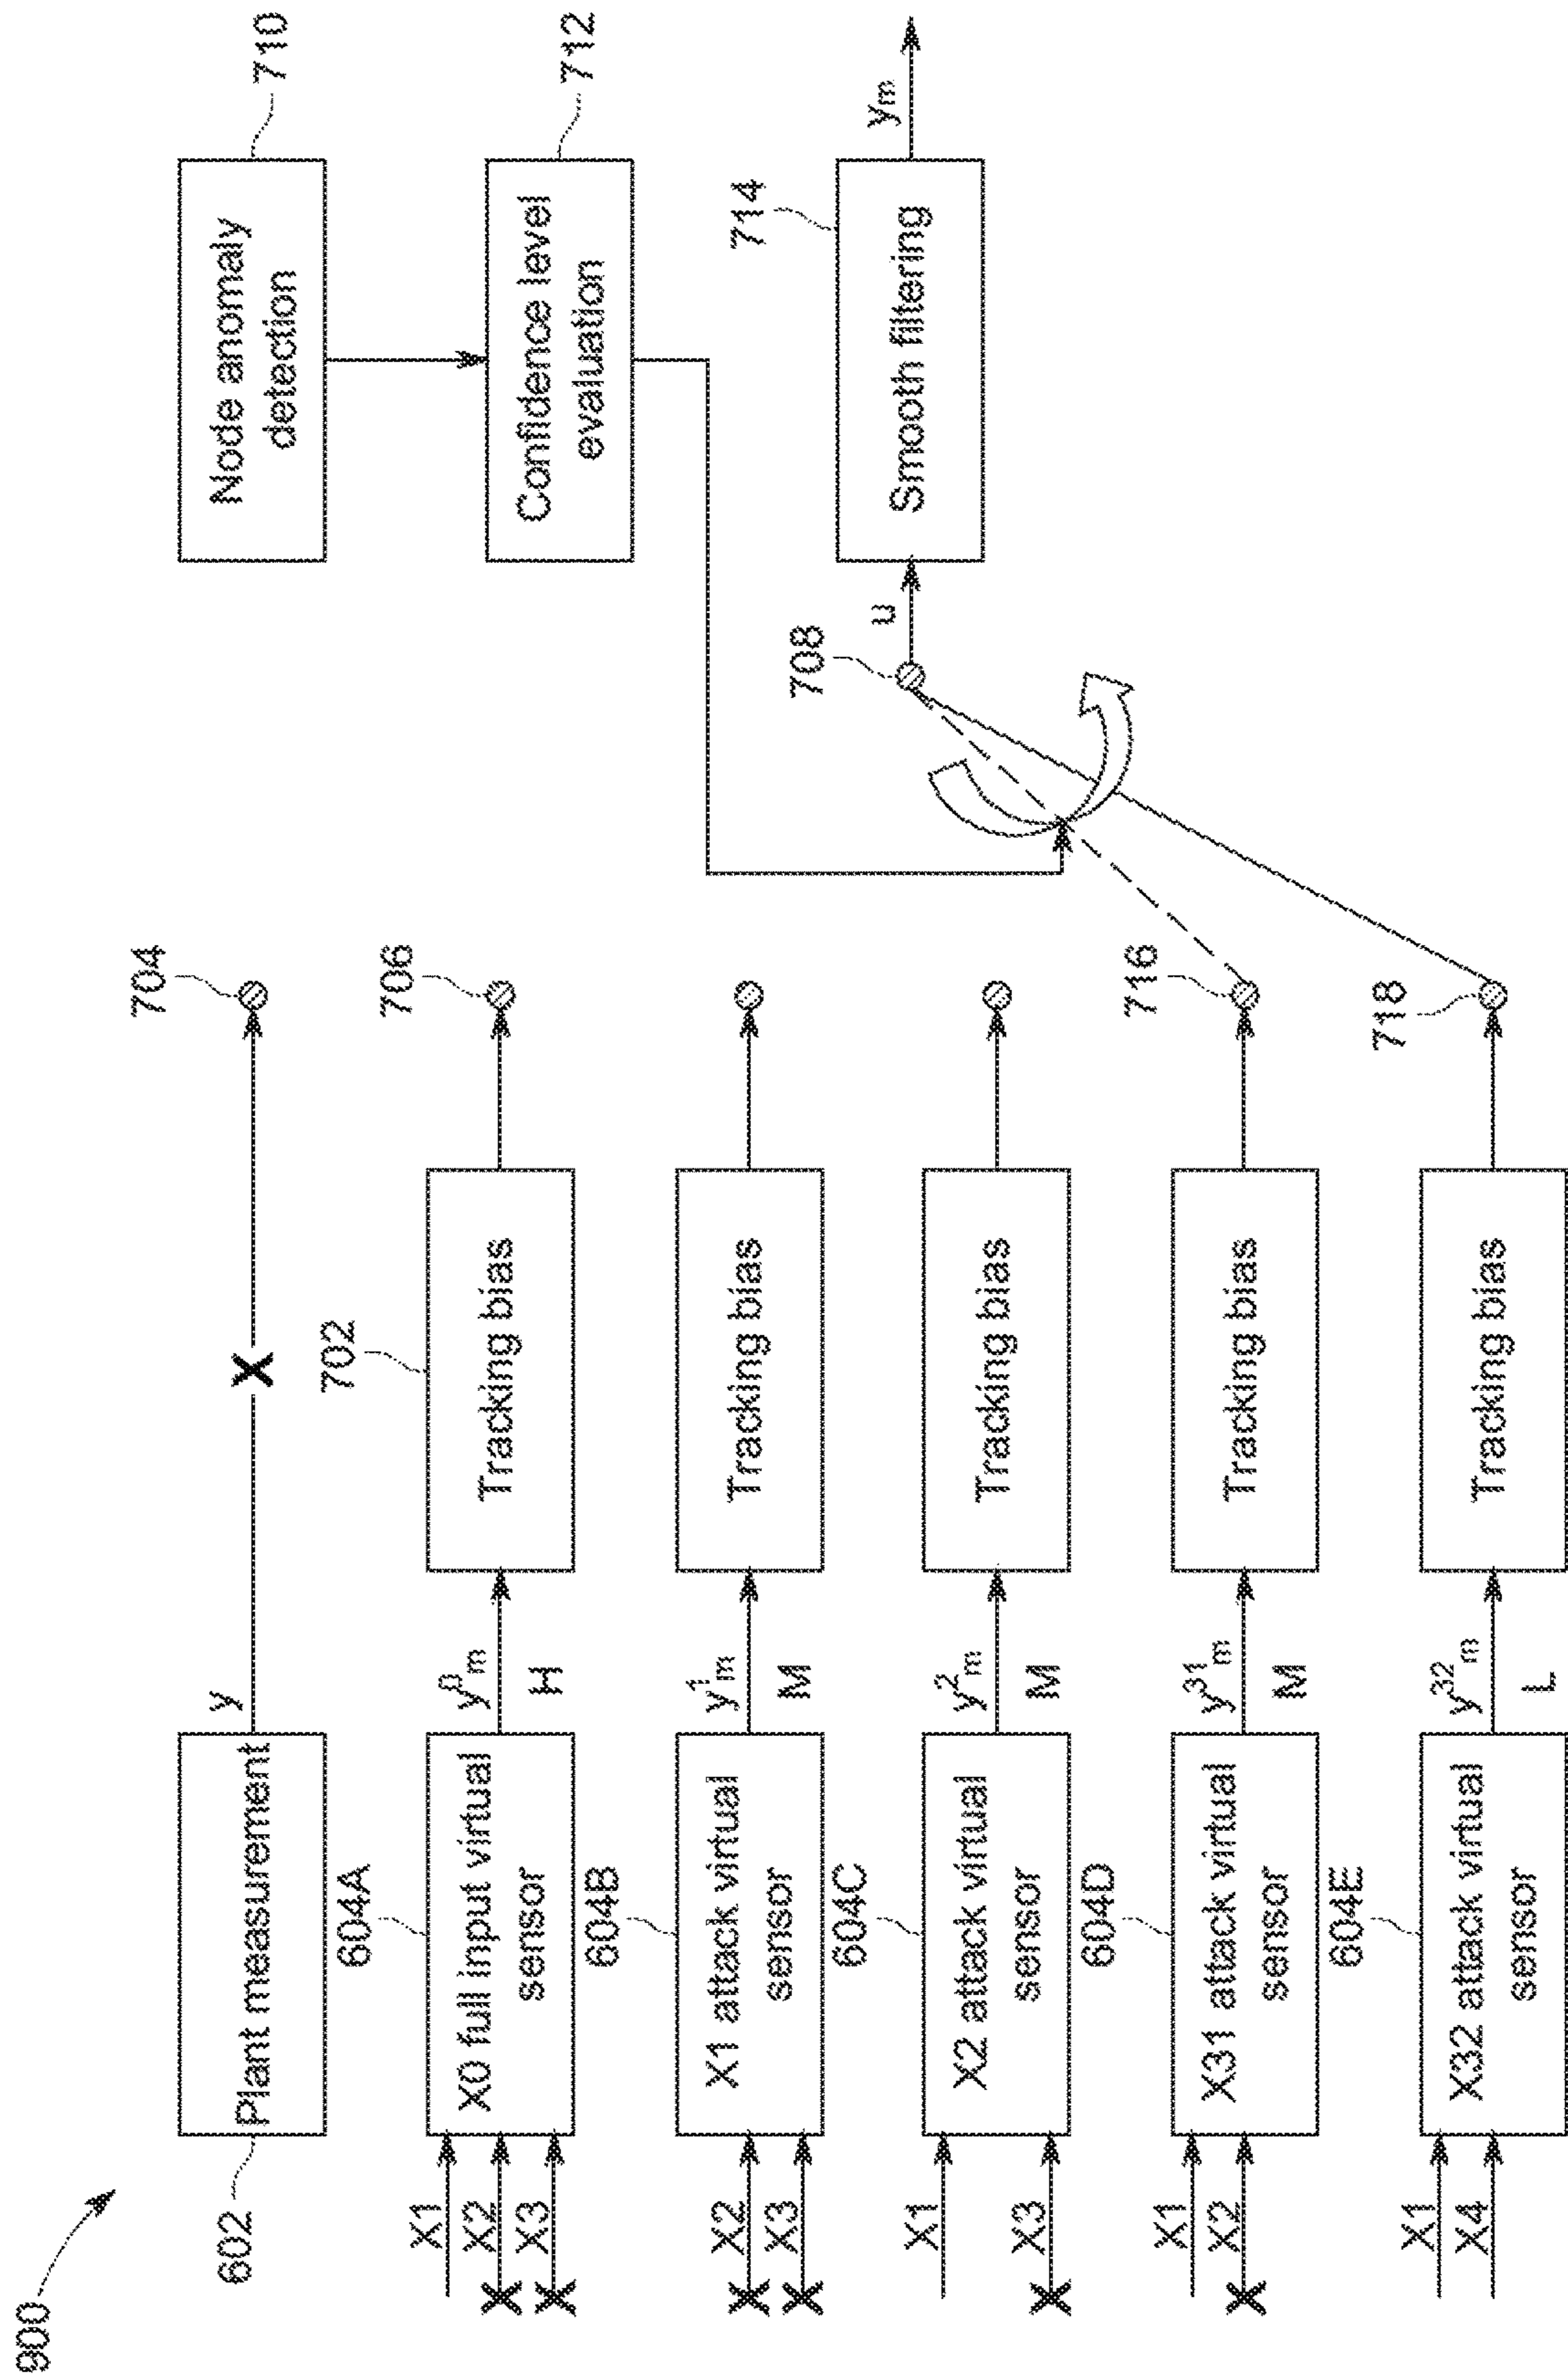 900
602
Plant measurement
y
X
704
Node anomaly
detection
710
X1
X2
X3
X
X
604A
X0 full input virtual
sensor
y⁰m
H
702
Tracking bias
706
Confidence level
evaluation
712
X2
X3
X
X
604B
X1 attack virtual
sensor
y¹m
M
Tracking bias
708
u
714
Smooth filtering
ym
X1
X3
X
604C
X2 attack virtual
sensor
y²m
M
Tracking bias
X1
X2
X
604D
X31 attack virtual
sensor
y³¹m
M
Tracking bias
716
X1
X4
604E
X32 attack virtual
sensor
y³²m
L
Tracking bias
718